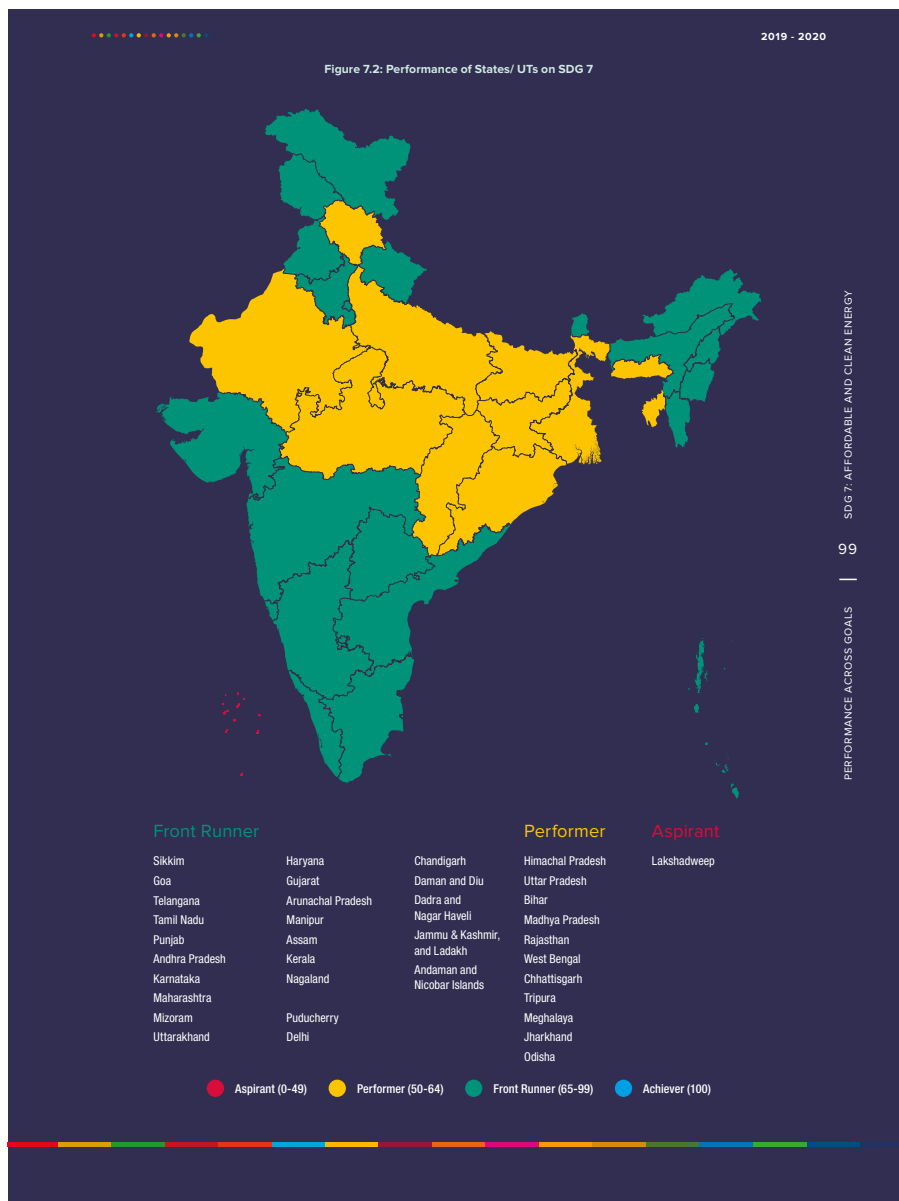 2019 - 2020
Figure 7.2: Performance of States/ UTs on SDG 7
SDG 7: AFFORDABLE AND CLEAN ENERGY
99
PERFORMANCE ACROSS GOALS
Front Runner
Sikkim
Goa
Telangana
Tamil Nadu
Punjab
Andhra Pradesh
Karnataka
Maharashtra
Mizoram
Uttarakhand
Haryana
Gujarat
Arunachal Pradesh
Manipur
Assam
Kerala
Nagaland
Puducherry
Delhi
Chandigarh
Daman and Diu
Dadra and
Nagar Haveli
Jammu & Kashmir,
and Ladakh
Andaman and
Nicobar Islands
Performer
Himachal Pradesh
Uttar Pradesh
Bihar
Madhya Pradesh
Rajasthan
West Bengal
Chhattisgarh
Tripura
Meghalaya
Jharkhand
Odisha
Aspirant
Lakshadweep
Aspirant (0-49)
Performer (50-64)
Front Runner (65-99)
Achiever (100)